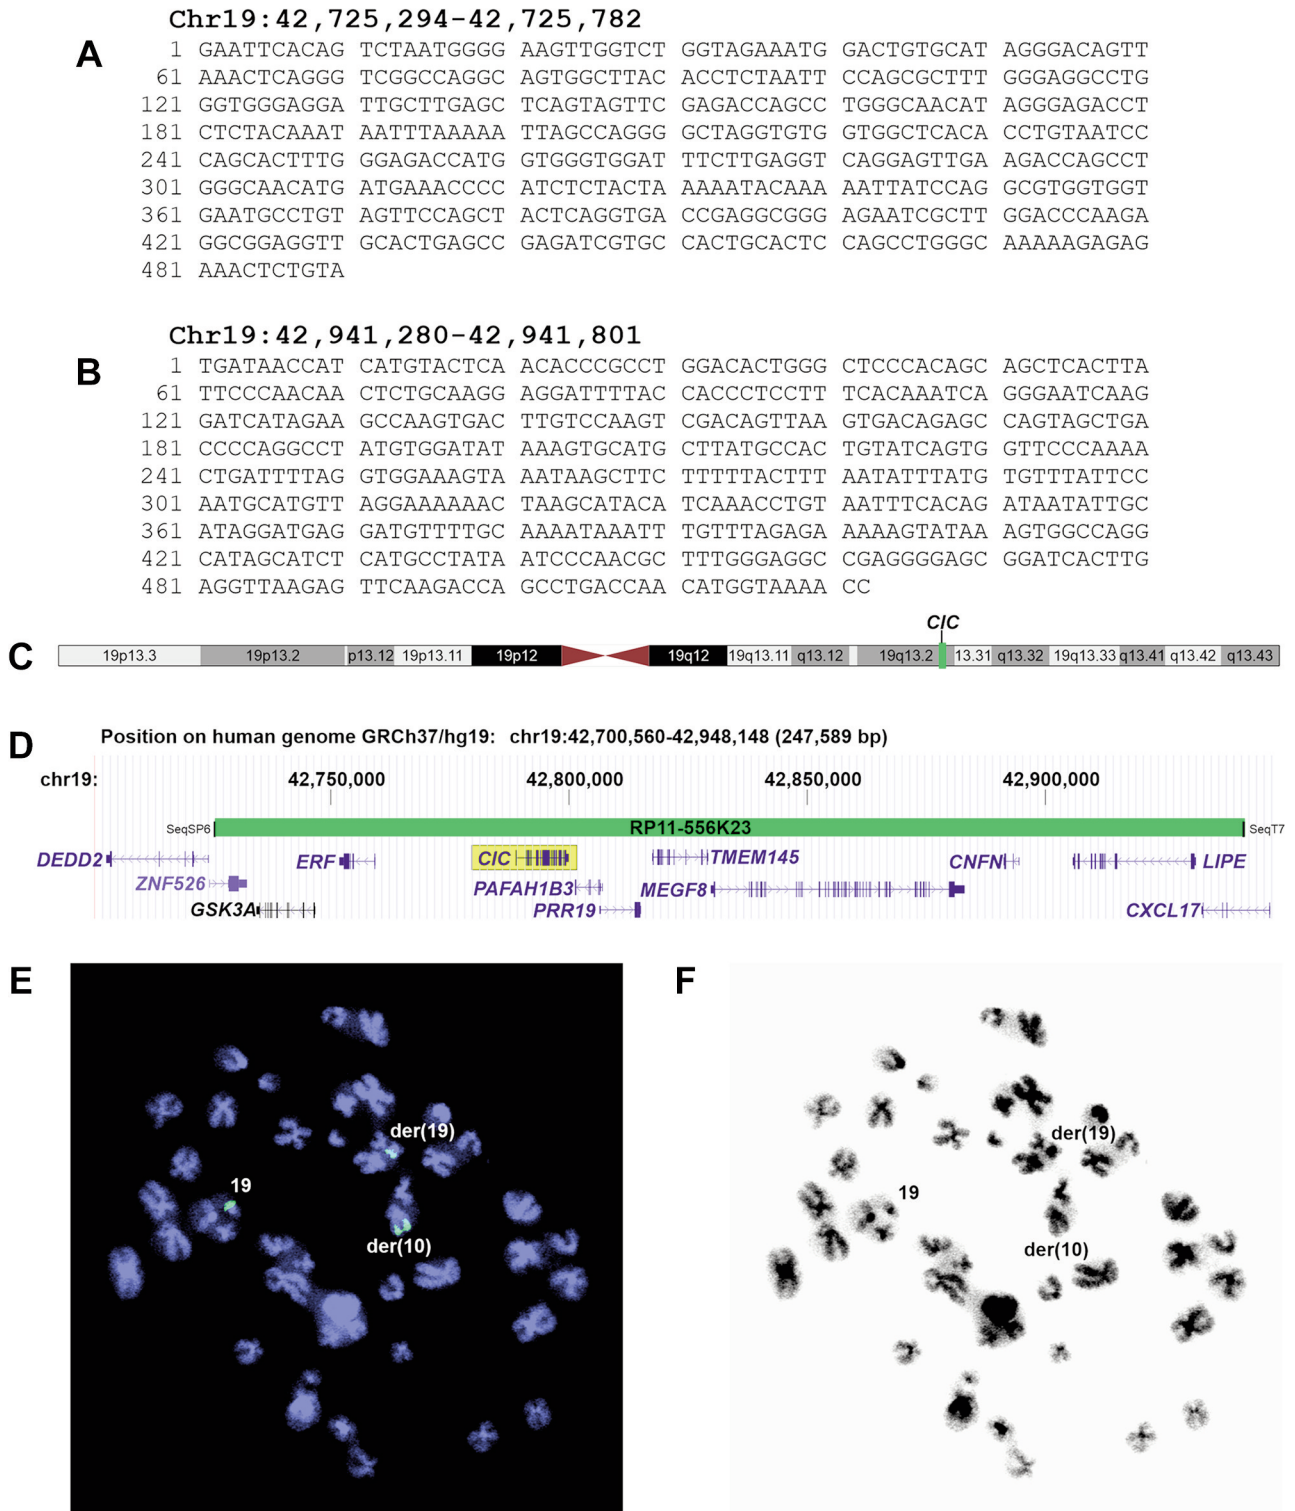 Chr19:42,725,294-42,725,782
A
1 GAATTCACAG TCTAATGGGG AAGTTGGTCT GGTAGAAATG GACTGTGCAT AGGGACAGTT
61 AAACTCAGGG TCGGCCAGGC AGTGGCTTAC ACCTCTAATT CCAGCGCTTT GGGAGGCCTG
121 GGTGGGAGGA TTGCTTGAGC TCAGTAGTTC GAGACCAGCC TGGGCAACAT AGGGAGACCT
181 CTCTACAAAT AATTTAAAAA TTAGCCAGGG GCTAGGTGTG GTGGCTCACA CCTGTAATCC
241 CAGCACTTTG GGAGACCATG GTGGGTGGAT TTCTTGAGGT CAGGAGTTGA AGACCAGCCT
301 GGGCAACATG ATGAAACCCC ATCTCTACTA AAAATACAAA AATTATCCAG GCGTGGTGGT
361 GAATGCCTGT AGTTCCAGCT ACTCAGGTGA CCGAGGCGGG AGAATCGCTT GGACCCAAGA
421 GGCGGAGGTT GCACTGAGCC GAGATCGTGC CACTGCACTC CAGCCTGGGC AAAAAGAGAG
481 AAACTCTGTA
Chr19:42,941,280-42,941,801
B
1 TGATAACCAT CATGTACTCA ACACCCGCCT GGACACTGGG CTCCCACAGC AGCTCACTTA
61 TTCCCAACAA CTCTGCAAGG AGGATTTTAC CACCCTCCTT TCACAAATCA GGGAATCAAG
121 GATCATAGAA GCCAAGTGAC TTGTCCAAGT CGACAGTTAA GTGACAGAGC CAGTAGCTGA
181 CCCCAGGCCT ATGTGGATAT AAAGTGCATG CTTATGCCAC TGTATCAGTG GTTCCCAAAA
241 CTGATTTTAG GTGGAAAGTA AATAAGCTTC TTTTTACTTT AATATTTATG TGTTTATTCC
301 AATGCATGTT AGGAAAAAAC TAAGCATACA TCAAACCTGT AATTTCACAG ATAATATTGC
361 ATAGGATGAG GATGTTTTGC AAAATAAATT TGTTTAGAGA AAAAGTATAA AGTGGCCAGG
421 CATAGCATCT CATGCCTATA ATCCCAACGC TTTGGGAGGC CGAGGGGAGC GGATCACTTG
481 AGGTTAAGAG TTCAAGACCA GCCTGACCAA CATGGTAAAA CC
CIC
C
19p13.3 19p13.2 p13.12 19p13.11 19p12 19q12 19q13.11 q13.12 19q13.2 13.31 q13.32 19q13.33 q13.41 q13.42 q13.43
D
Position on human genome GRCh37/hg19: chr19:42,700,560-42,948,148 (247,589 bp)
chr19: 42,750,000 42,800,000 42,850,000 42,900,000
SeqSP6 RP11-556K23 SeqT7
DEDD2 ERF CIC TMEM145 CNFN LIPE
ZNF526 PAFAH1B3 MEGF8
GSK3A PRR19 CXCL17
E
der(19)
19
der(10)
F
der(19)
19
der(10)